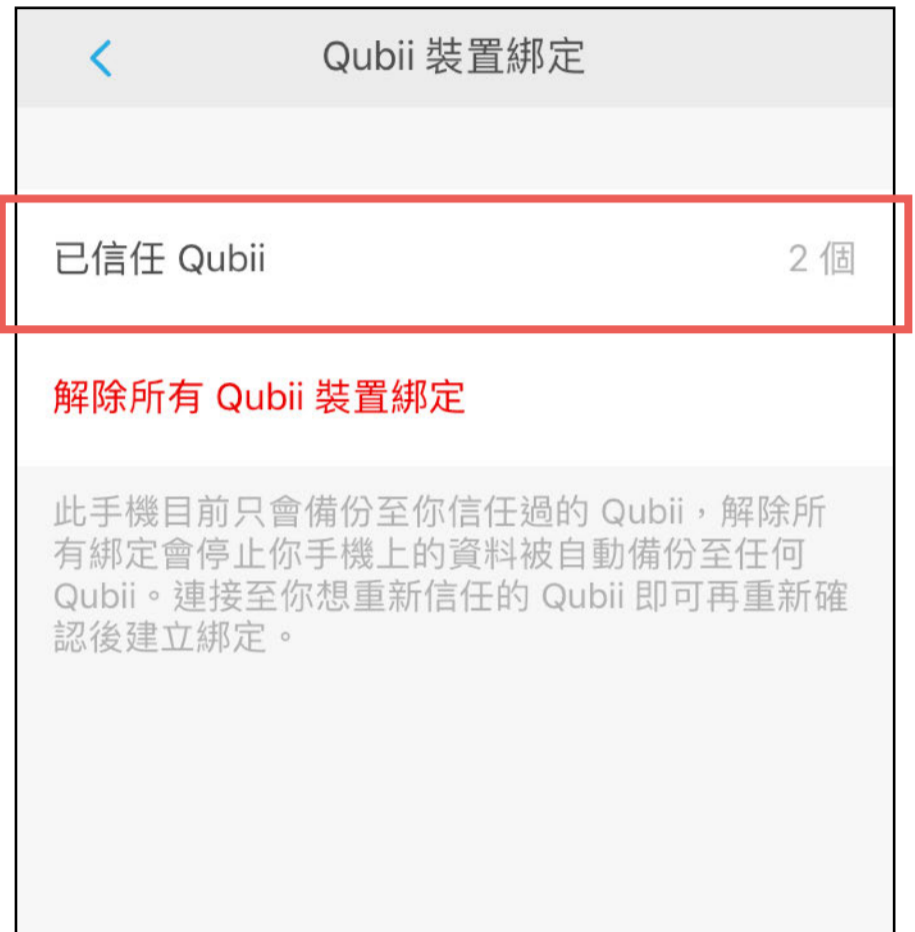 Qubii 裝置綁定
已信任 Qubii 2 個
解除所有 Qubii 裝置綁定
此手機目前只會備份至你信任過的 Qubii，解除所
有綁定會停止你手機上的資料被自動備份至任何
Qubii。連接至你想重新信任的 Qubii 即可再重新確
認後建立綁定。